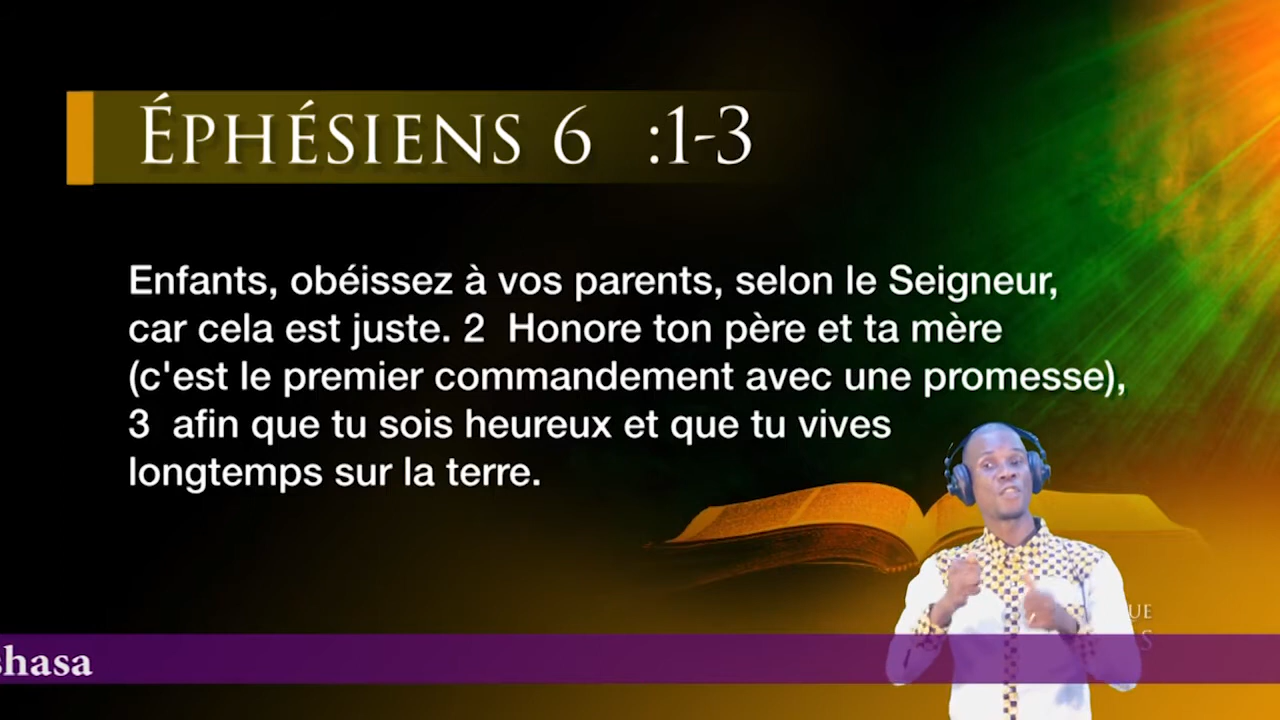 ÉPHÉSIENS 6 :1-3
Enfants, obéissez à vos parents, selon le Seigneur,
car cela est juste. 2 Honore ton père et ta mère
(c'est le premier commandement avec une promesse),
3 afin que tu sois heureux et que tu vives
longtemps sur la terre.